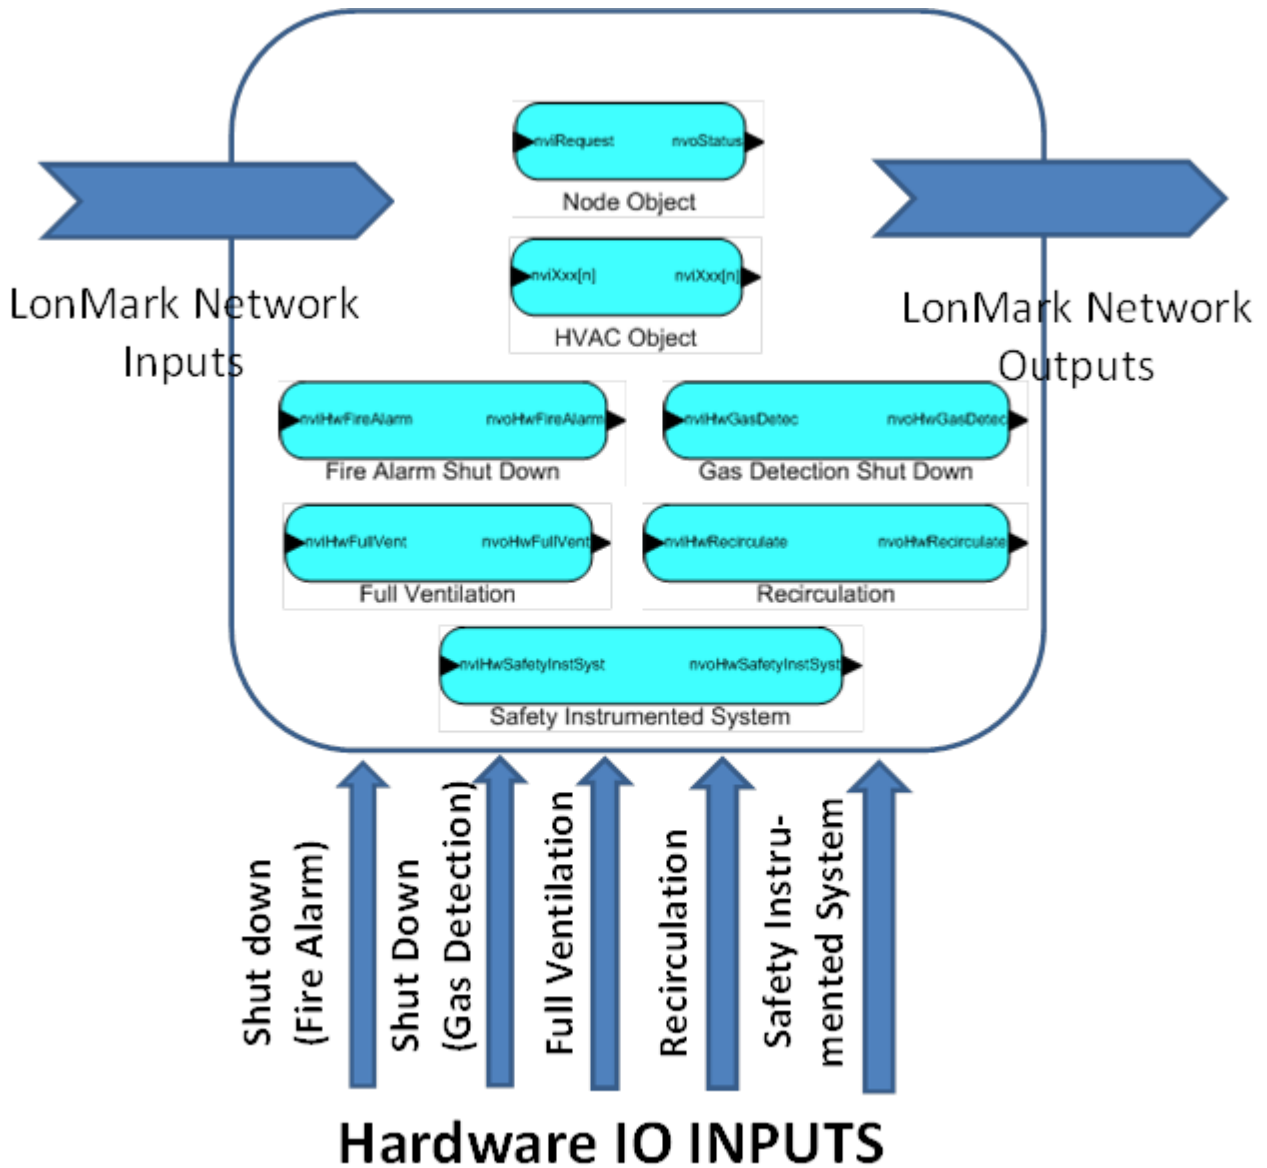 nviRequest nvoStatus
Node Object
LonMark Network
Inputs
nviXxx[n] nviXxx[n]
HVAC Object
LonMark Network
Outputs
nviHwFireAlarm nvoHwFireAlarm
Fire Alarm Shut Down
nviHwGasDetec nvoHwGasDetec
Gas Detection Shut Down
nviHwFullVent nvoHwFullVent
Full Ventilation
nviHwRecirculate nvoHwRecirculate
Recirculation
nviHwSafetyInstSyst nvoHwSafetyInstSyst
Safety Instrumented System
Shut down
(Fire Alarm)
Shut Down
(Gas Detection)
Full Ventilation
Recirculation
Safety Instru-
mented System
Hardware IO INPUTS